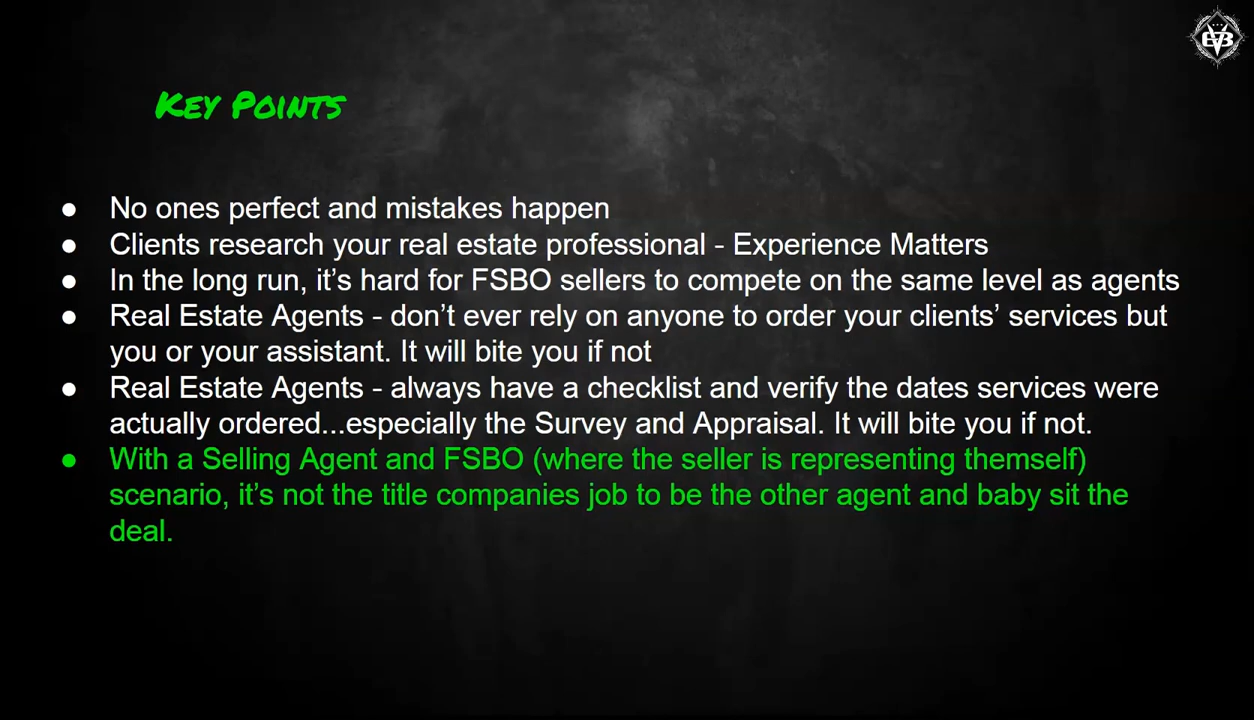 Key Points
● No ones perfect and mistakes happen
● Clients research your real estate professional - Experience Matters
● In the long run, it's hard for FSBO sellers to compete on the same level as agents
● Real Estate Agents - don't ever rely on anyone to order your clients' services but
you or your assistant. It will bite you if not
● Real Estate Agents - always have a checklist and verify the dates services were
actually ordered...especially the Survey and Appraisal. It will bite you if not.
● With a Selling Agent and FSBO (where the seller is representing themself)
scenario, it's not the title companies job to be the other agent and baby sit the
deal.